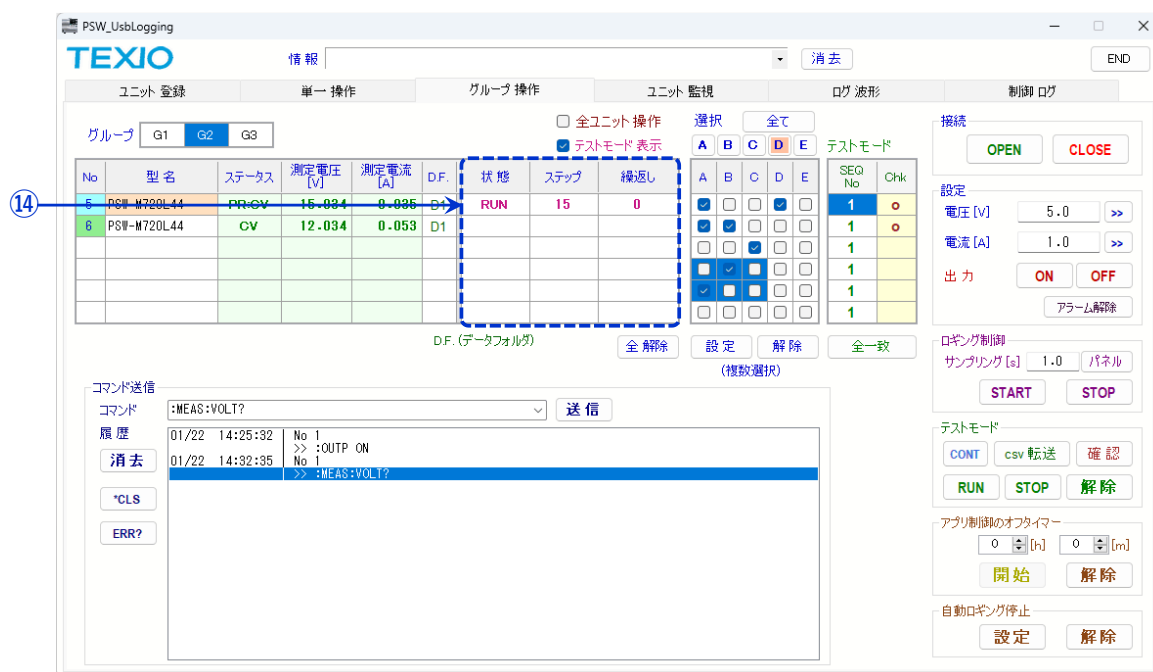 PSW_UsbLogging
TEXIO 情報 消去 END
ユニット 登録 単一 操作 グループ 操作 ユニット 監視 ログ 波形 制御 ログ
グループ G1 G2 G3
全ユニット 操作
テストモード 表示
選択 全て
A B C D E テストモード
No 型 名 ステータス 測定電圧 [V] 測定電流 [A] D.F. 状 態 ステップ 繰返し A B C D E SEQ No Chk
⑭
5 PSW-M720L44 PR:CV 15.034 0.035 D1 RUN 15 0 1 o
6 PSW-M720L44 CV 12.034 0.053 D1 1 o
1
1
1
1
D.F. (データフォルダ) 全 解除 設 定 解 除 全一致
(複数選択)
コマンド送信
コマンド :MEAS:VOLT? 送 信
履 歴
消 去
*CLS
ERR?
01/22 14:25:32 No 1
>> :OUTP ON
01/22 14:32:35 No 1
>> :MEAS:VOLT?
接続
OPEN CLOSE
設定
電圧 [V] 5.0 >>
電流 [A] 1.0 >>
出 力 ON OFF
アラーム解除
ロギング制御
サンプリング [s] 1.0 パネル
START STOP
テストモード
CONT csv 転送 確 認
RUN STOP 解 除
アプリ制御のオフタイマー
0 [h] 0 [m]
開 始 解 除
自動ロギング停止
設 定 解 除